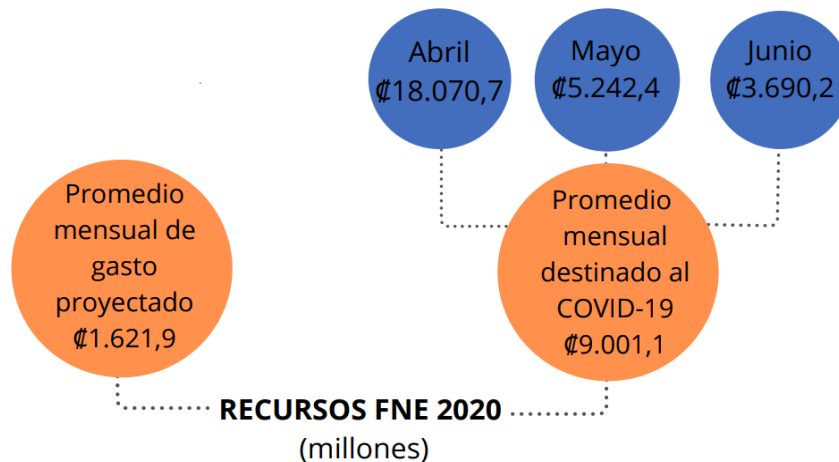 Abril
₡18.070,7
Mayo
₡5.242,4
Junio
₡3.690,2
Promedio
mensual de
gasto
proyectado
₡1.621,9
Promedio
mensual
destinado al
COVID-19
₡9.001,1
RECURSOS FNE 2020
(millones)